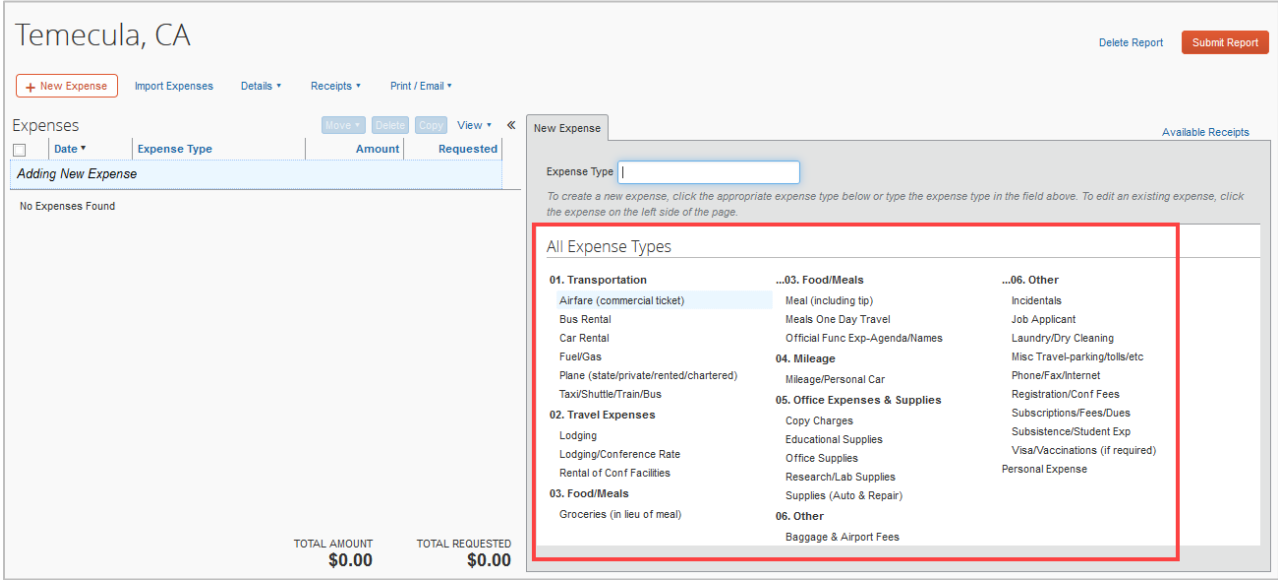 Temecula, CA
Delete Report
Submit Report
+ New Expense
Import Expenses
Details ▾
Receipts ▾
Print / Email ▾
Expenses
Move ▾
Delete
Copy
View ▾
«
Date ▾
Expense Type
Amount
Requested
Adding New Expense
No Expenses Found
TOTAL AMOUNT
$0.00
TOTAL REQUESTED
$0.00
New Expense
Available Receipts
Expense Type
To create a new expense, click the appropriate expense type below or type the expense type in the field above. To edit an existing expense, click
the expense on the left side of the page.
All Expense Types
01. Transportation
Airfare (commercial ticket)
Bus Rental
Car Rental
Fuel/Gas
Plane (state/private/rented/chartered)
Taxi/Shuttle/Train/Bus
02. Travel Expenses
Lodging
Lodging/Conference Rate
Rental of Conf Facilities
03. Food/Meals
Groceries (in lieu of meal)
...03. Food/Meals
Meal (including tip)
Meals One Day Travel
Official Func Exp-Agenda/Names
04. Mileage
Mileage/Personal Car
05. Office Expenses & Supplies
Copy Charges
Educational Supplies
Office Supplies
Research/Lab Supplies
Supplies (Auto & Repair)
06. Other
Baggage & Airport Fees
...06. Other
Incidentals
Job Applicant
Laundry/Dry Cleaning
Misc Travel-parking/tolls/etc
Phone/Fax/Internet
Registration/Conf Fees
Subscriptions/Fees/Dues
Subsistence/Student Exp
Visa/Vaccinations (if required)
Personal Expense